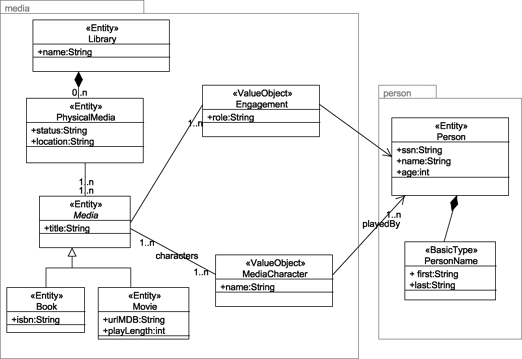 media
«Entity»
Library
+name:String
0..n
«Entity»
PhysicalMedia
+status:String
+location:String
1..n
1..n
«Entity»
Media
+title:String
«Entity»
Book
+isbn:String
«Entity»
Movie
+urlMDB:String
+playLength:int
«ValueObject»
Engagement
+role:String
1..n
1..n
characters
1..n
«ValueObject»
MediaCharacter
+name:String
person
«Entity»
Person
+ssn:String
+name:String
+age:int
1..n
playedBy
«BasicType»
PersonName
+ first:String
+last:String